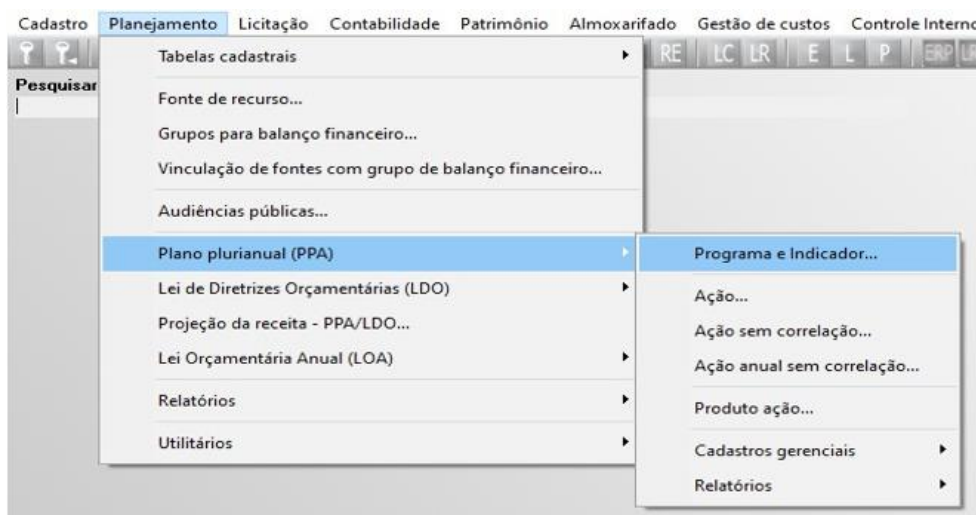 Cadastro Planejamento Licitação Contabilidade Patrimônio Almoxarifado Gestão de custos Controle Interno
RE LC LR E L P ERP LR
Pesquisar
Tabelas cadastrais
Fonte de recurso...
Grupos para balanço financeiro...
Vinculação de fontes com grupo de balanço financeiro...
Audiências públicas...
Plano plurianual (PPA)
Lei de Diretrizes Orçamentárias (LDO)
Projeção da receita - PPA/LDO...
Lei Orçamentária Anual (LOA)
Relatórios
Utilitários
Programa e Indicador...
Ação...
Ação sem correlação...
Ação anual sem correlação...
Produto ação...
Cadastros gerenciais
Relatórios